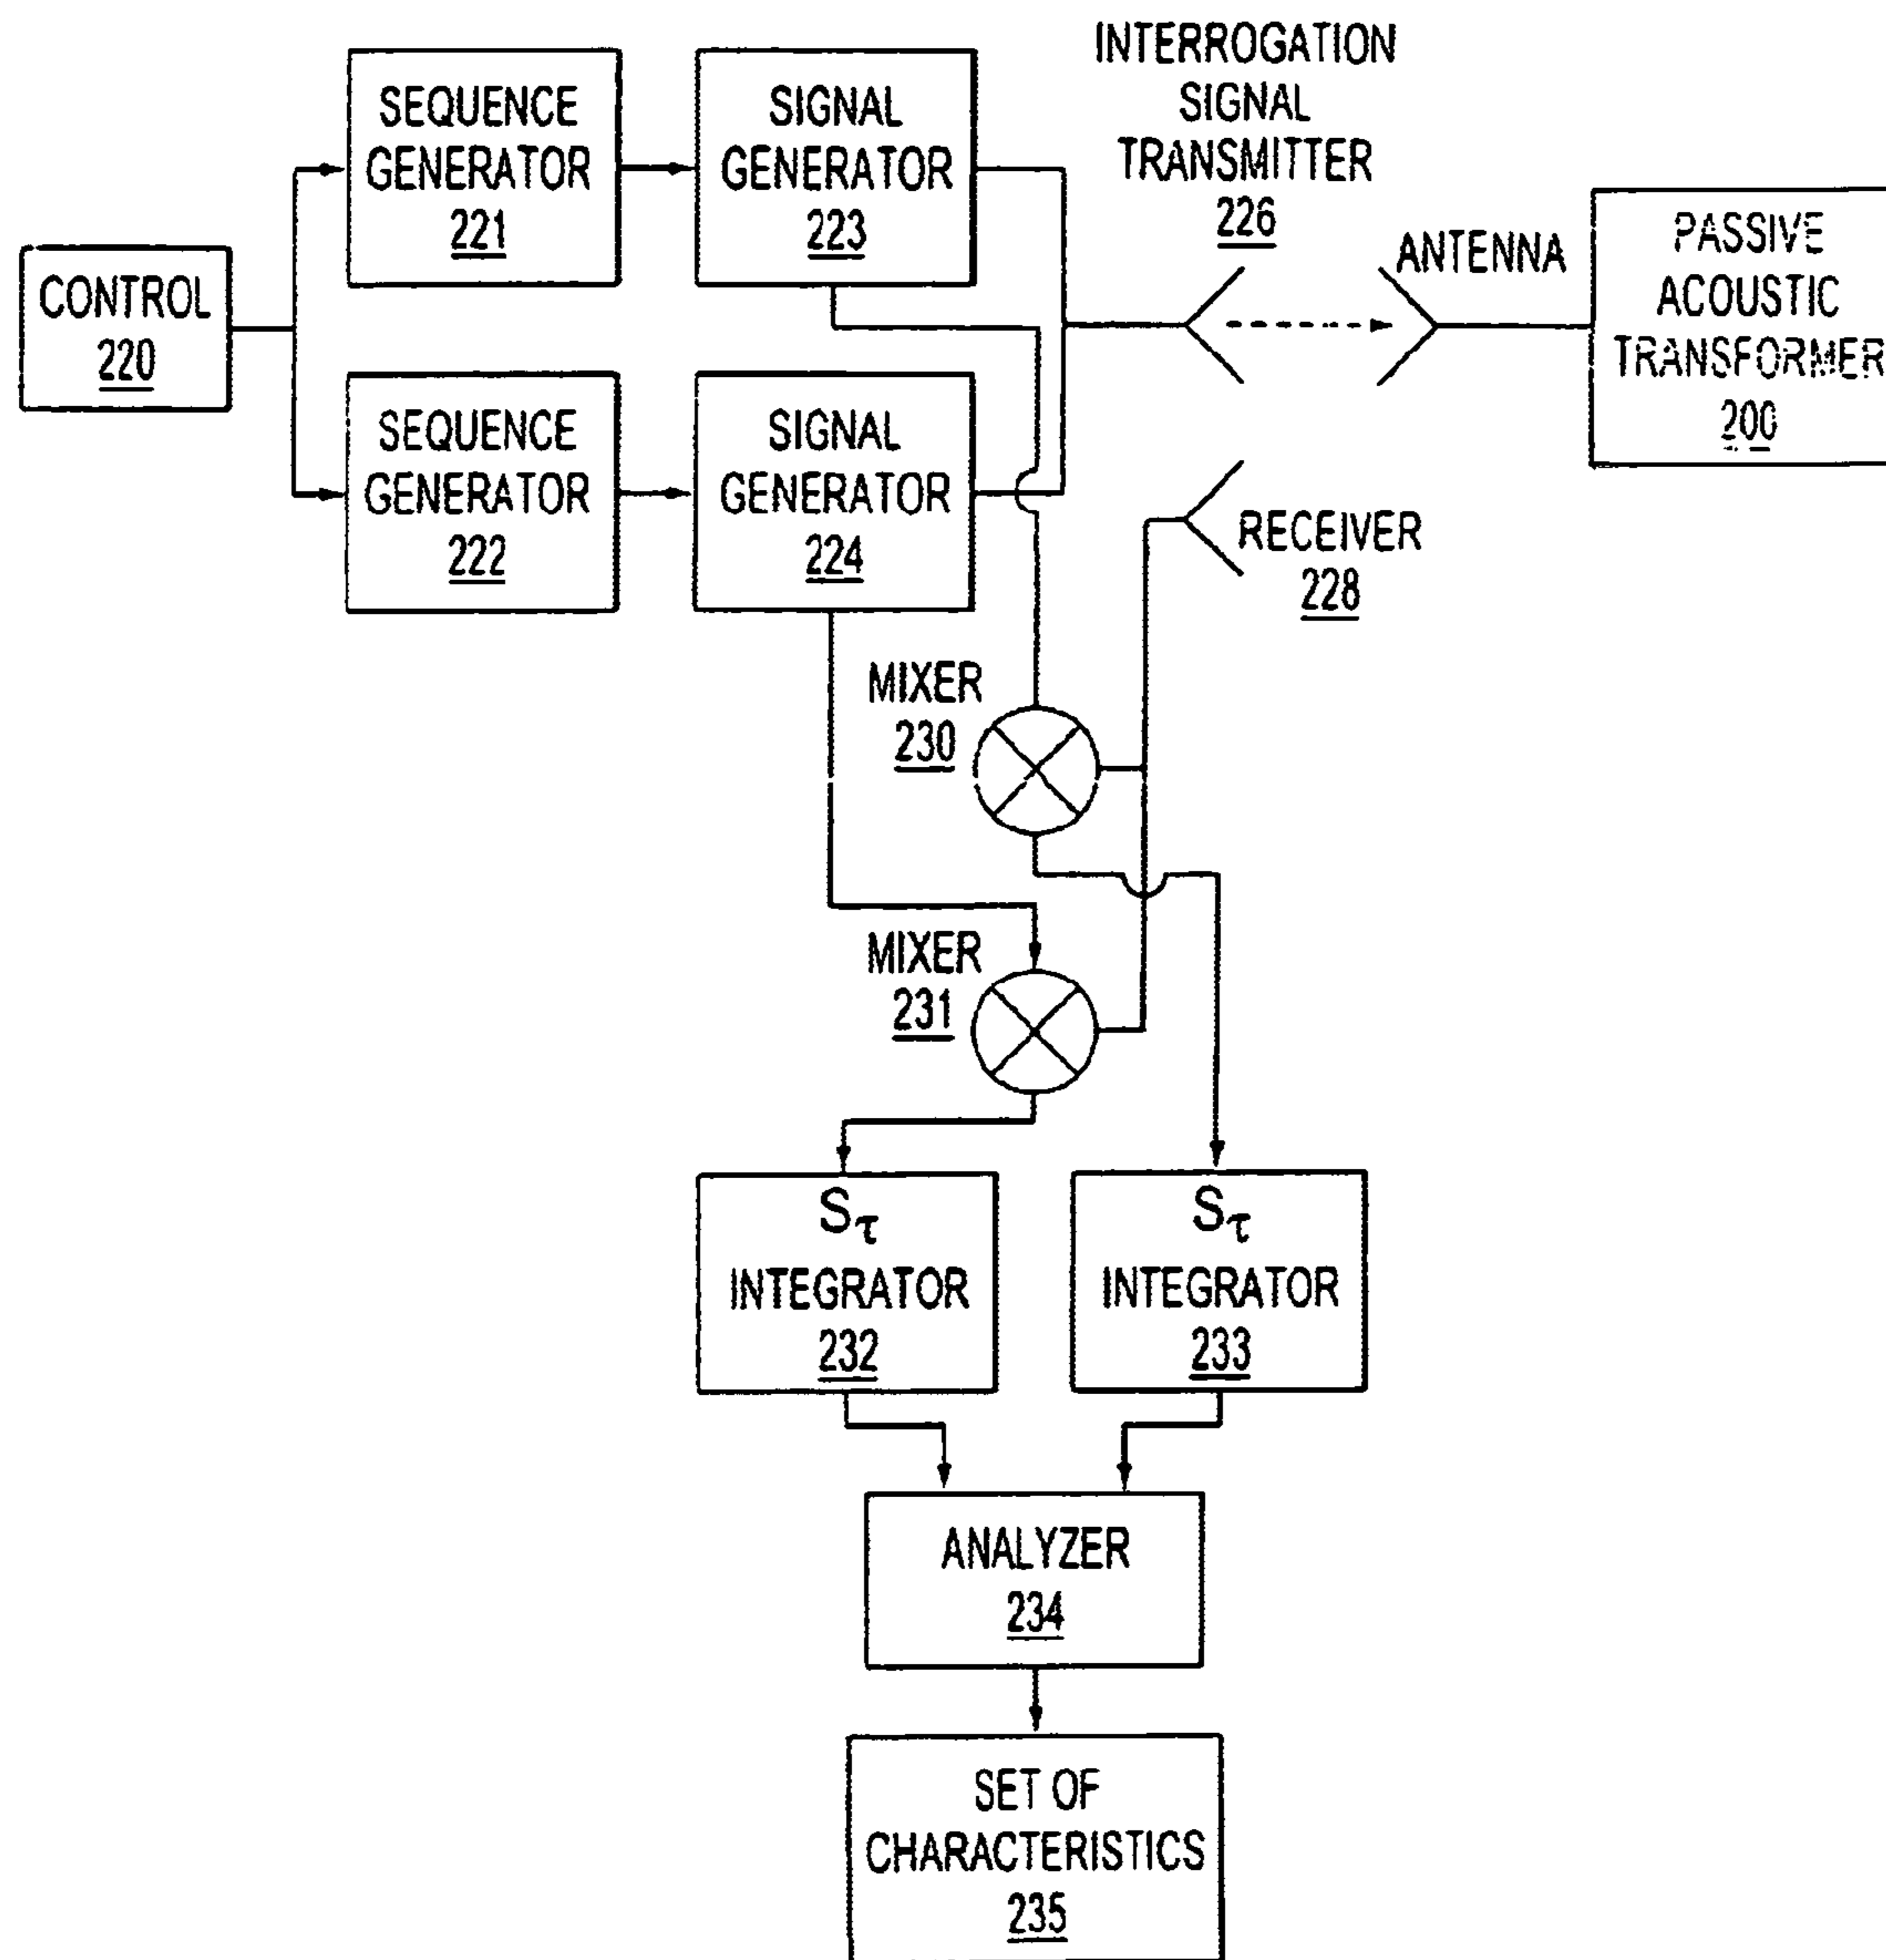 INTERROGATION
SIGNAL
TRANSMITTER
226
SEQUENCE
GENERATOR
221
SIGNAL
GENERATOR
223
CONTROL
220
ANTENNA
PASSIVE
ACOUSTIC
TRANSFORMER
200
SEQUENCE
GENERATOR
222
SIGNAL
GENERATOR
224
RECEIVER
228
MIXER
230
MIXER
231
Sτ
INTEGRATOR
232
Sτ
INTEGRATOR
233
ANALYZER
234
SET OF
CHARACTERISTICS
235